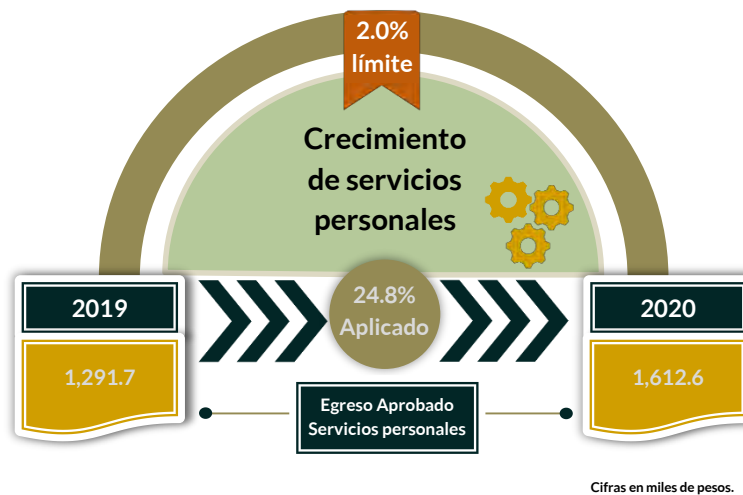 2.0%
límite
Crecimiento
de servicios
personales
2019
24.8%
Aplicado
2020
1,291.7
1,612.6
Egreso Aprobado
Servicios personales
Cifras en miles de pesos.